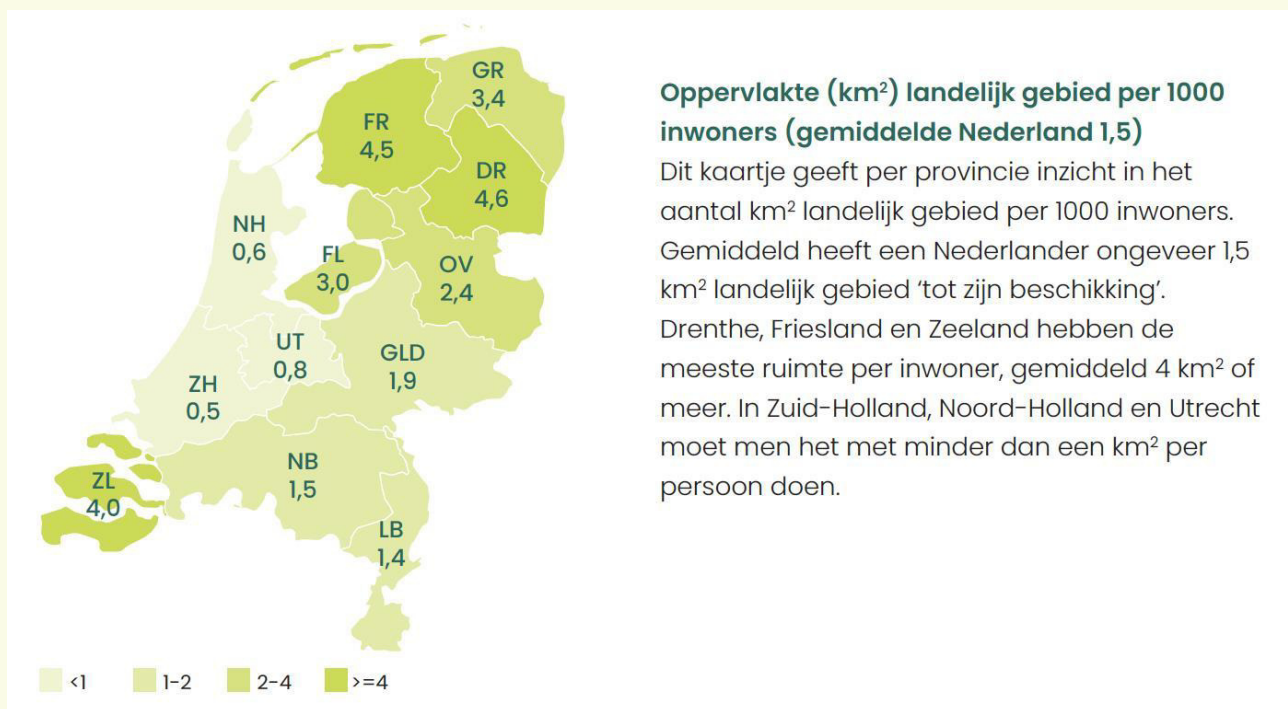 GR
3,4
FR
4,5
DR
4,6
NH
0,6
FL
3,0
OV
2,4
UT
0,8
GLD
1,9
ZH
0,5
NB
1,5
ZL
4,0
LB
1,4
<1
1-2
2-4
>=4
Oppervlakte (km²) landelijk gebied per 1000
inwoners (gemiddelde Nederland 1,5)
Dit kaartje geeft per provincie inzicht in het
aantal km² landelijk gebied per 1000 inwoners.
Gemiddeld heeft een Nederlander ongeveer 1,5
km² landelijk gebied ‘tot zijn beschikking’.
Drenthe, Friesland en Zeeland hebben de
meeste ruimte per inwoner, gemiddeld 4 km² of
meer. In Zuid-Holland, Noord-Holland en Utrecht
moet men het met minder dan een km² per
persoon doen.